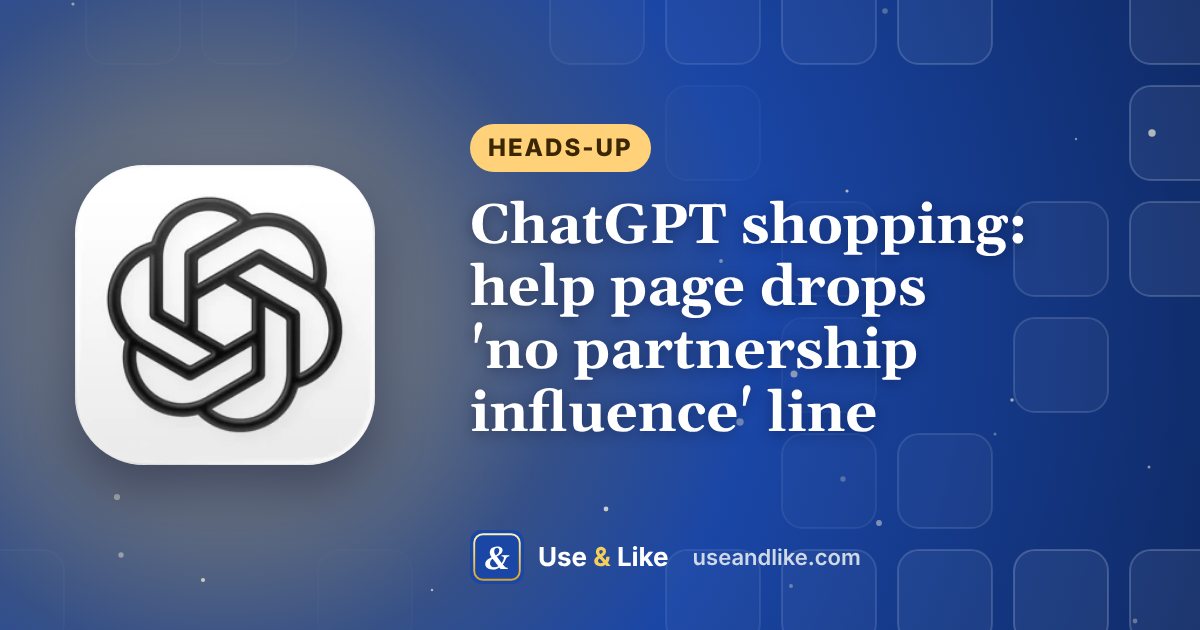 HEADS-UP
ChatGPT shopping:
help page drops
'no partnership
influence' line
& Use & Like useandlike.com